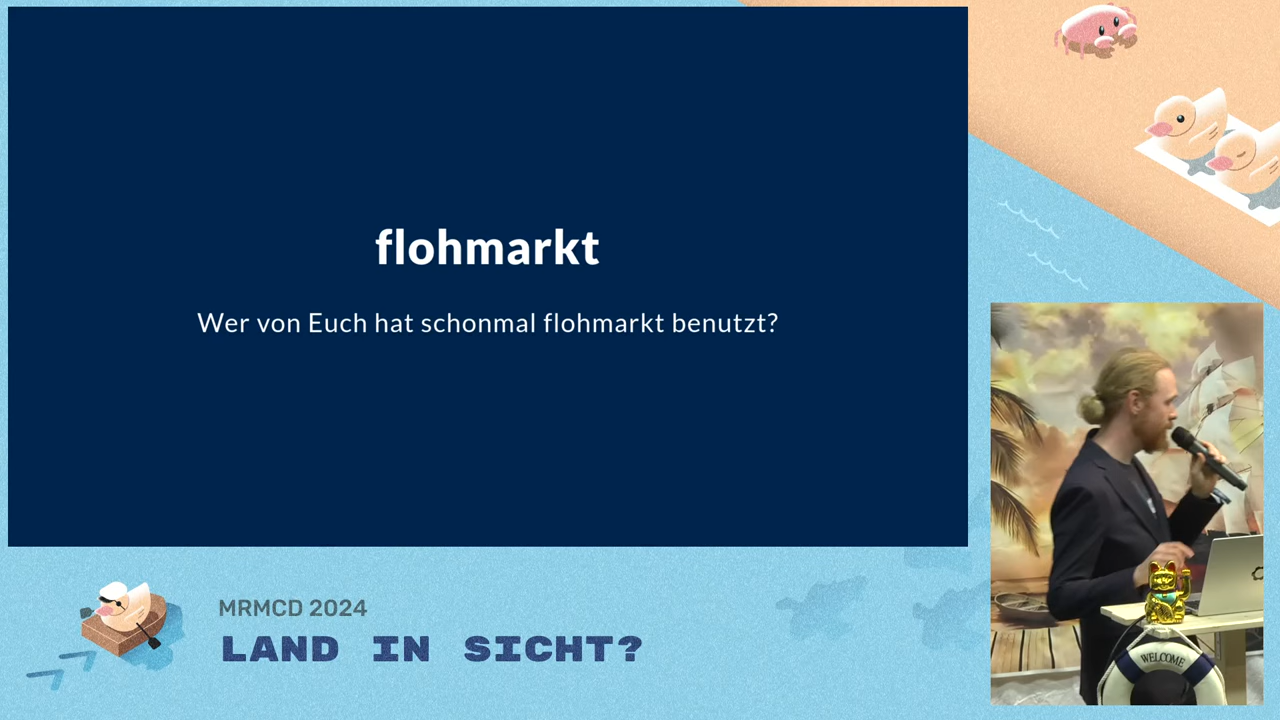 flohmarkt
Wer von Euch hat schonmal flohmarkt benutzt?
MRMCD 2024
LAND IN SICHT?
WELCOME